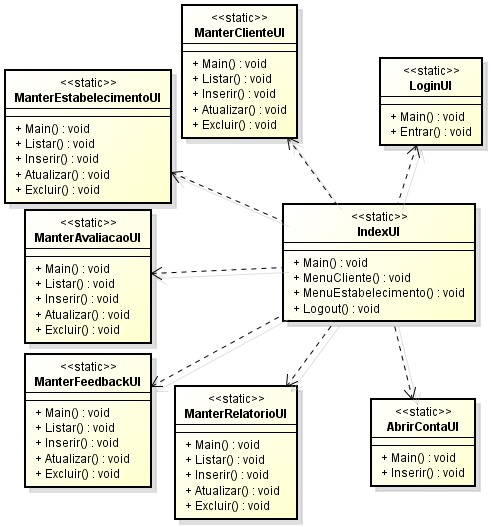 <<static>>
ManterClienteUI
+ Main() : void
+ Listar() : void
+ Inserir() : void
+ Atualizar() : void
+ Excluir() : void
<<static>>
ManterEstabelecimentoUI
+ Main() : void
+ Listar() : void
+ Inserir() : void
+ Atualizar() : void
+ Excluir() : void
<<static>>
LoginUI
+ Main() : void
+ Entrar() : void
<<static>>
IndexUI
+ Main() : void
+ MenuCliente() : void
+ MenuEstabelecimento() : void
+ Logout() : void
<<static>>
ManterAvaliacaoUI
+ Main() : void
+ Listar() : void
+ Inserir() : void
+ Atualizar() : void
+ Excluir() : void
<<static>>
ManterFeedbackUI
+ Main() : void
+ Listar() : void
+ Inserir() : void
+ Atualizar() : void
+ Excluir() : void
<<static>>
ManterRelatorioUI
+ Main() : void
+ Listar() : void
+ Inserir() : void
+ Atualizar() : void
+ Excluir() : void
<<static>>
AbrirContaUI
+ Main() : void
+ Inserir() : void